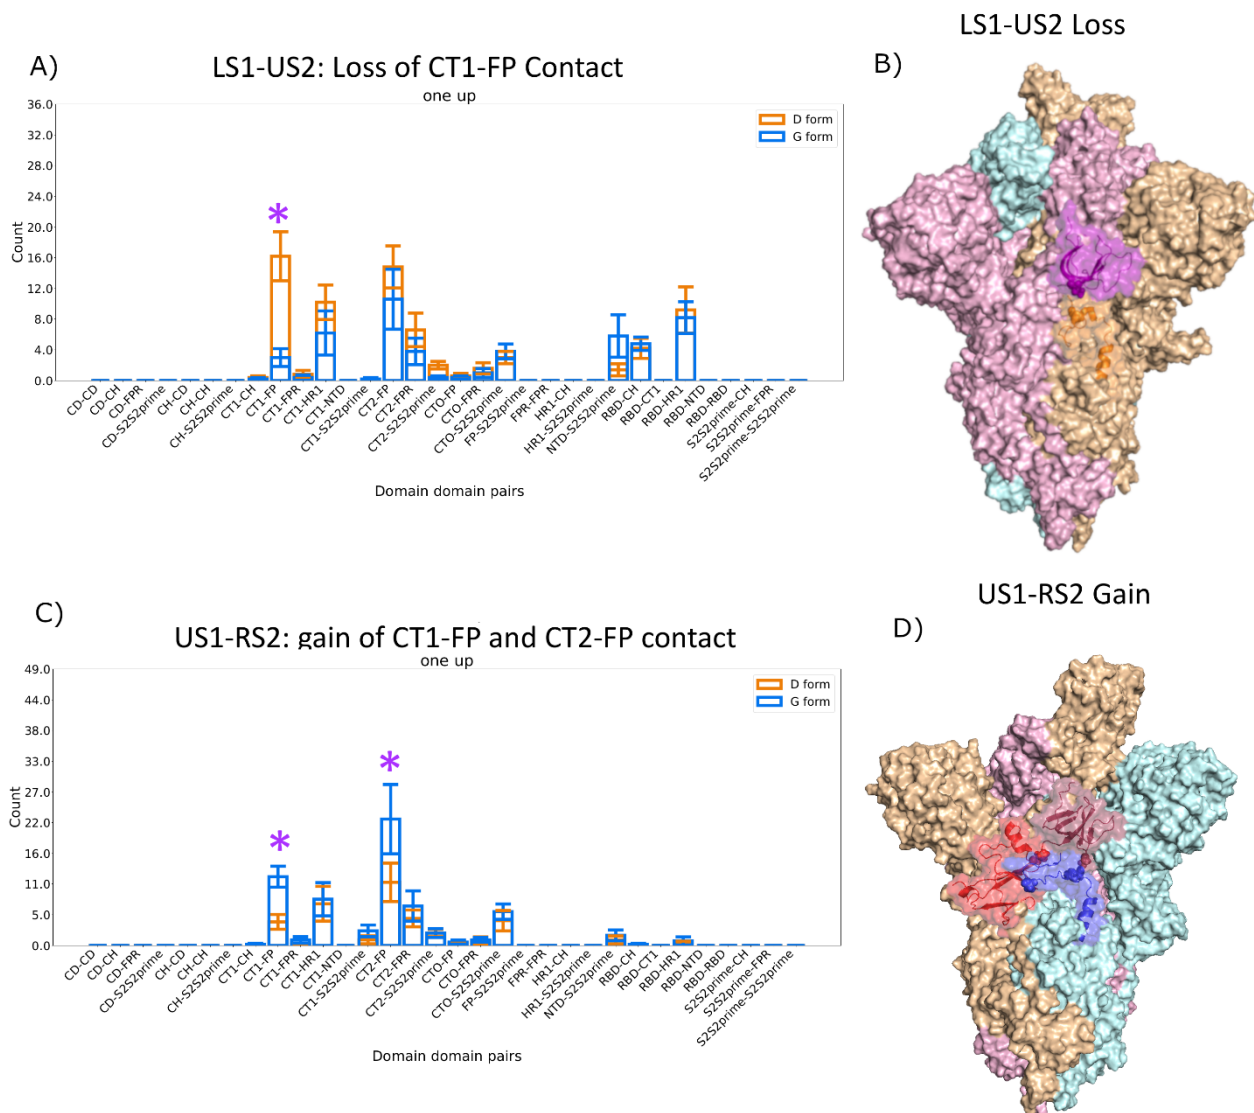 A)
LS1-US2: Loss of CT1-FP Contact
one up
36.0
32.0
28.0
24.0
20.0
16.0
12.0
8.0
4.0
0.0
Count
D form
G form
*
CD-CD
CD-CH
CD-FPR
CD-S2S2prime
CH-CD
CH-CH
CH-S2S2prime
CT1-CH
CT1-FP
CT1-FPR
CT1-HR1
CT1-NTD
CT1-S2S2prime
CT2-FP
CT2-FPR
CT2-S2S2prime
CTO-FP
CTO-FPR
CTO-S2S2prime
FP-S2S2prime
FPR-FPR
HR1-CH
HR1-S2S2prime
NTD-S2S2prime
RBD-CH
RBD-CT1
RBD-HR1
RBD-NTD
RBD-RBD
S2S2prime-CH
S2S2prime-FPR
S2S2prime-S2S2prime
Domain domain pairs
LS1-US2 Loss
B)
C)
US1-RS2: gain of CT1-FP and CT2-FP contact
one up
49.0
44.0
38.0
33.0
27.0
22.0
16.0
11.0
5.0
0.0
Count
D form
G form
*
*
CD-CD
CD-CH
CD-FPR
CD-S2S2prime
CH-CD
CH-CH
CH-S2S2prime
CT1-CH
CT1-FP
CT1-FPR
CT1-HR1
CT1-NTD
CT1-S2S2prime
CT2-FP
CT2-FPR
CT2-S2S2prime
CTO-FP
CTO-FPR
CTO-S2S2prime
FP-S2S2prime
FPR-FPR
HR1-CH
HR1-S2S2prime
NTD-S2S2prime
RBD-CH
RBD-CT1
RBD-HR1
RBD-NTD
RBD-RBD
S2S2prime-CH
S2S2prime-FPR
S2S2prime-S2S2prime
Domain domain pairs
US1-RS2 Gain
D)